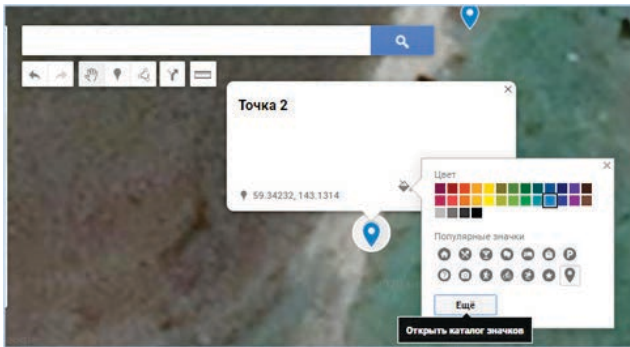 Точка 2
59.34232, 143.1314
Цвет
Популярные значки
P
Ещё
Открыть каталог значков